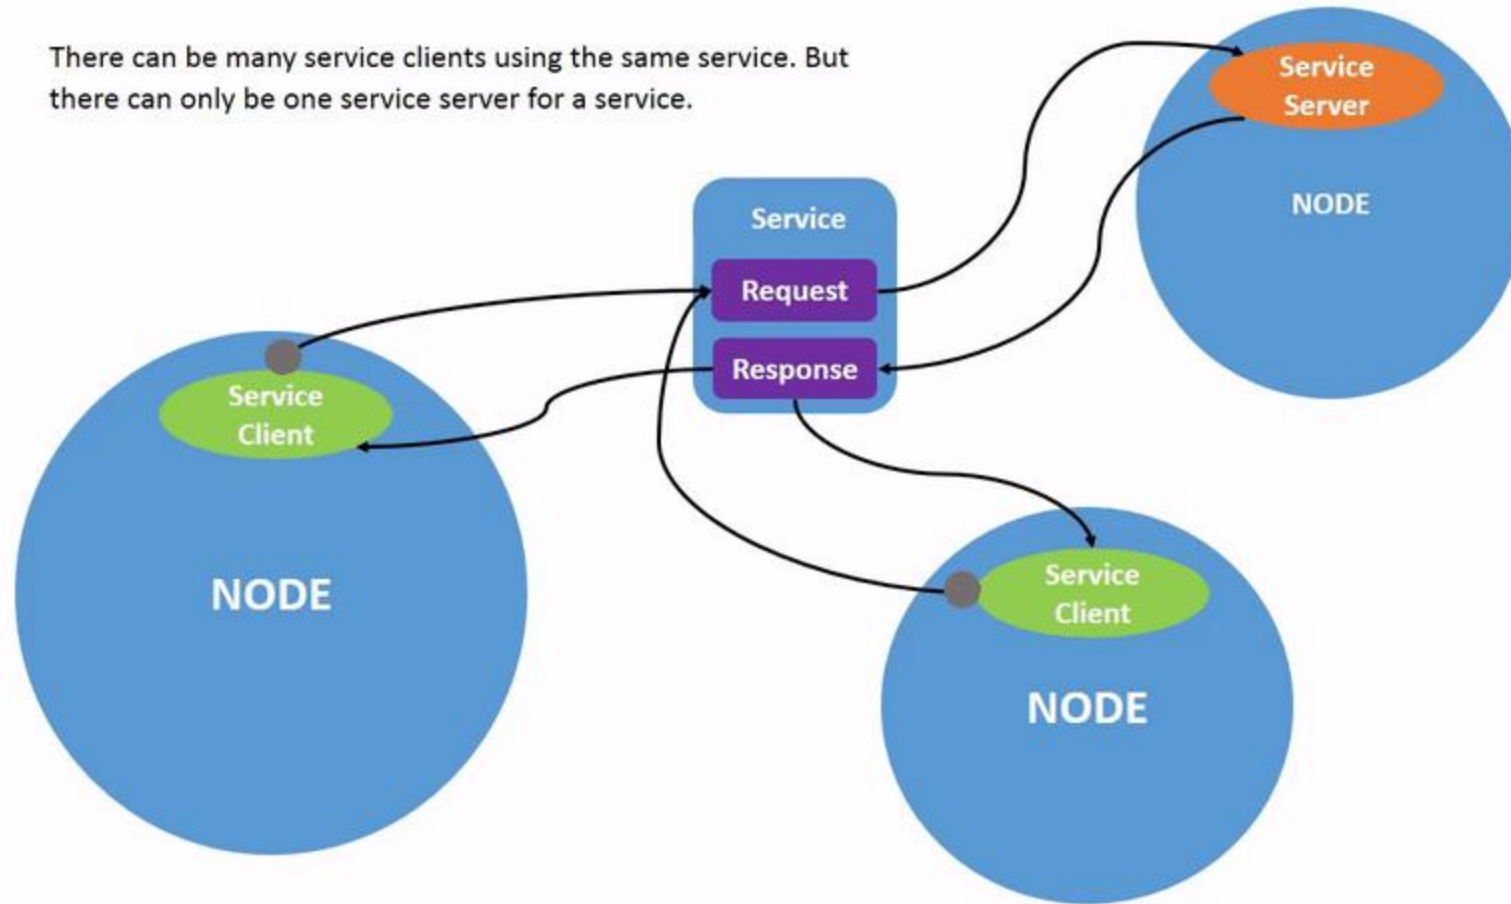 There can be many service clients using the same service. But
there can only be one service server for a service.
Service
Server
NODE
Service
Request
Response
Service
Client
NODE
Service
Client
NODE